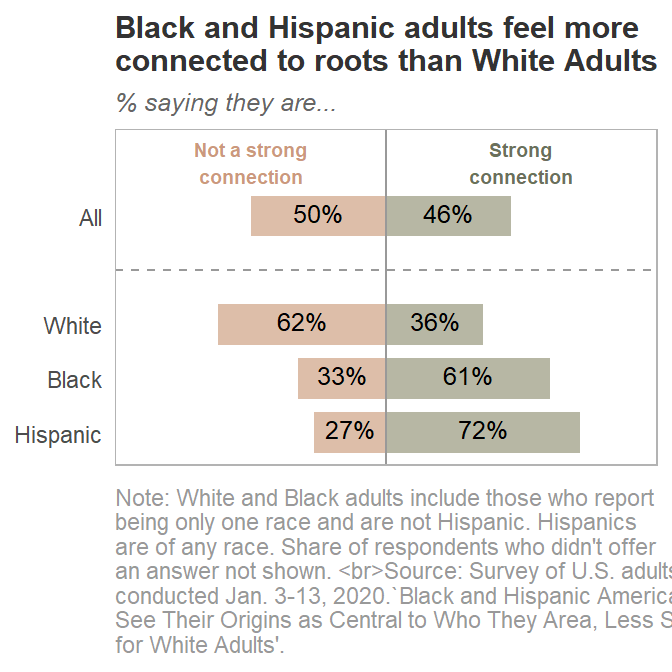 Black and Hispanic adults feel more
connected to roots than White Adults
% saying they are...
Not a strong
connection
Strong
connection
All
50%
46%
White
62%
36%
Black
33%
61%
Hispanic
27%
72%
Note: White and Black adults include those who report
being only one race and are not Hispanic. Hispanics
are of any race. Share of respondents who didn't offer
an answer not shown. <br>Source: Survey of U.S. adults
conducted Jan. 3-13, 2020.`Black and Hispanic America
See Their Origins as Central to Who They Area, Less S
for White Adults'.